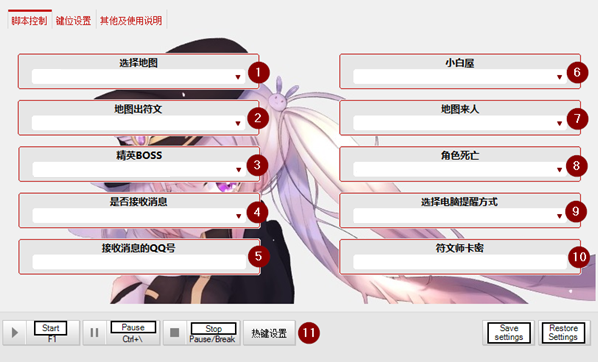 脚本控制 键位设置 其他及使用说明
选择地图
1
小白屋
6
地图出符文
2
地图来人
7
精英BOSS
3
角色死亡
8
是否接收消息
4
选择电脑提醒方式
9
接收消息的QQ号
5
符文师卡密
10
Start
F1
Pause
Ctrl+\
Stop
Pause/Break
热键设置
11
Save
settings
Restore
Settings